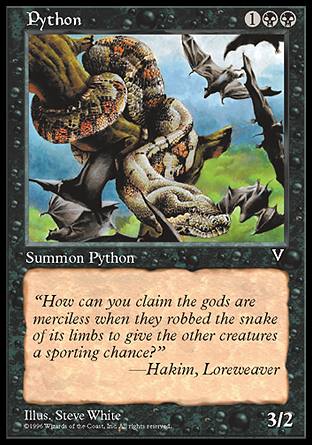 Python 1
Summon Python V
“How can you claim the gods are
merciless when they robbed the snake
of its limbs to give the other creatures
a sporting chance?”
—Hakim, Loreweaver
Illus. Steve White
©1996 Wizards of the Coast, Inc. All rights reserved.
3/2